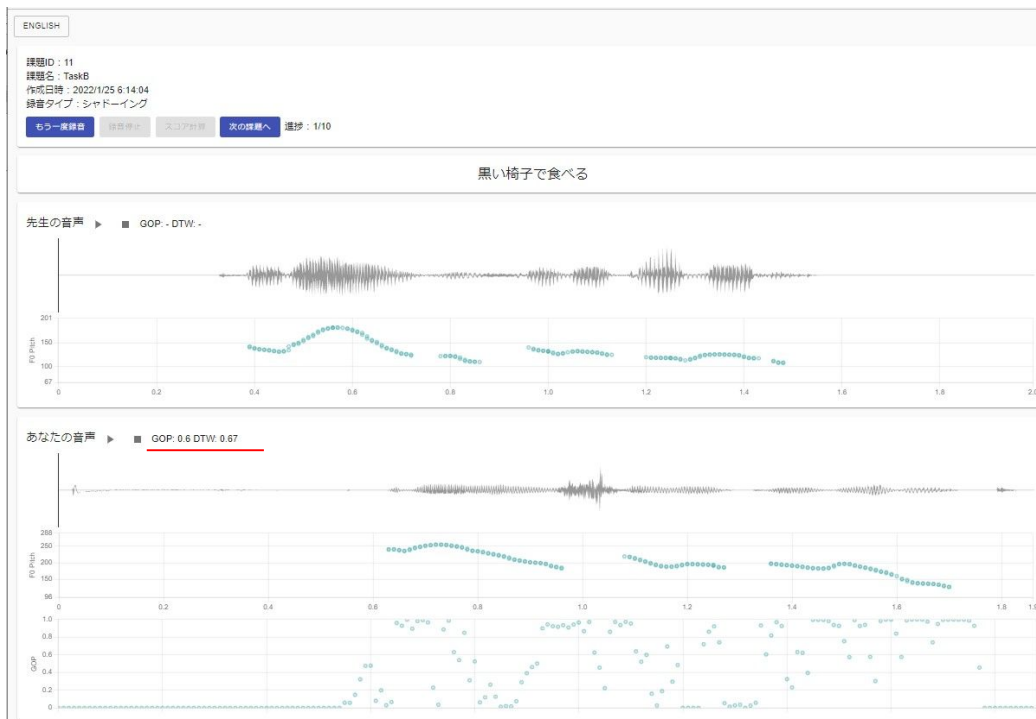 ENGLISH
課題ID : 11
課題名 : TaskB
作成日時 : 2022/1/25 6:14:04
録音タイプ : シャドーイング
もう一度録音 録音停止 スコア計算 次の課題へ 進捗 : 1/10
黒い椅子で食べる
先生の音声 GOP: - DTW: -
201
150
100
67
F0 Pitch
0 0.2 0.4 0.6 0.8 1.0 1.2 1.4 1.6 1.8 2.0
あなたの音声 GOP: 0.6 DTW: 0.67
288
250
200
150
96
F0 Pitch
0 0.2 0.4 0.6 0.8 1.0 1.2 1.4 1.6 1.8 1.9
1.0
0.8
0.6
0.4
0.2
0
GOP